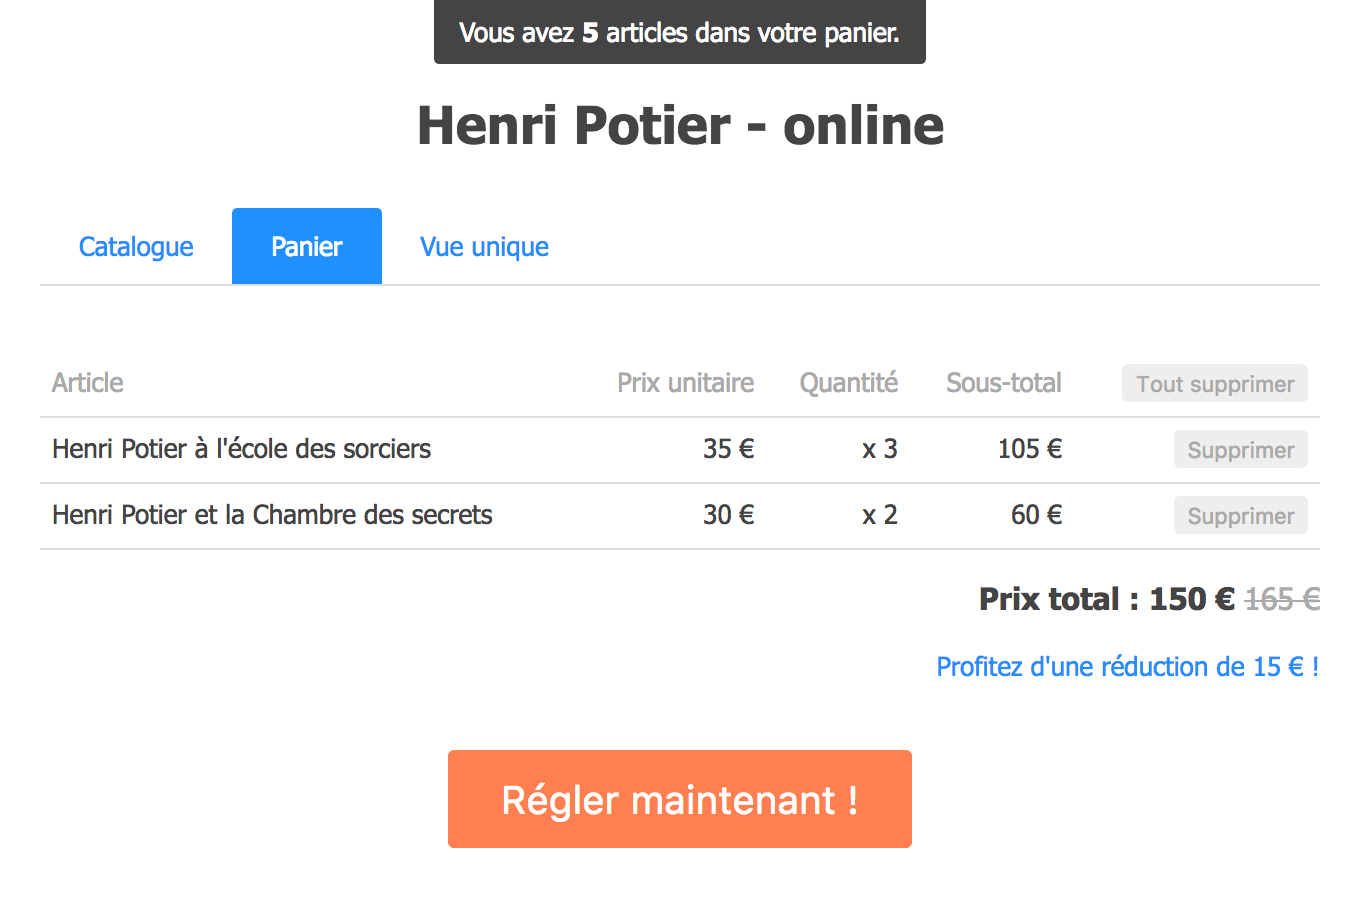 Vous avez 5 articles dans votre panier.
Henri Potier - online
Catalogue Panier Vue unique
Article Prix unitaire Quantité Sous-total Tout supprimer
Henri Potier à l'école des sorciers 35 € x 3 105 € Supprimer
Henri Potier et la Chambre des secrets 30 € x 2 60 € Supprimer
Prix total : 150 € 165 €
Profitez d'une réduction de 15 € !
Régler maintenant !